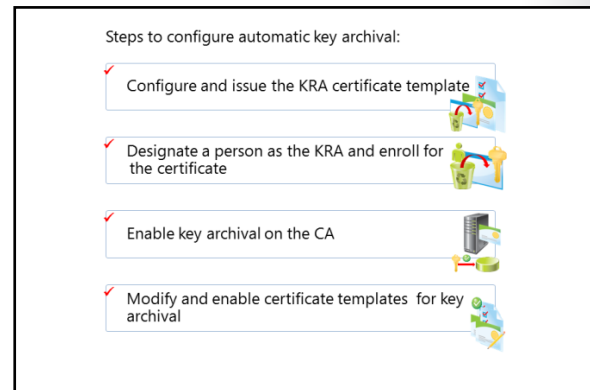 Steps to configure automatic key archival:
Configure and issue the KRA certificate template
Designate a person as the KRA and enroll for
the certificate
Enable key archival on the CA
Modify and enable certificate templates for key
archival